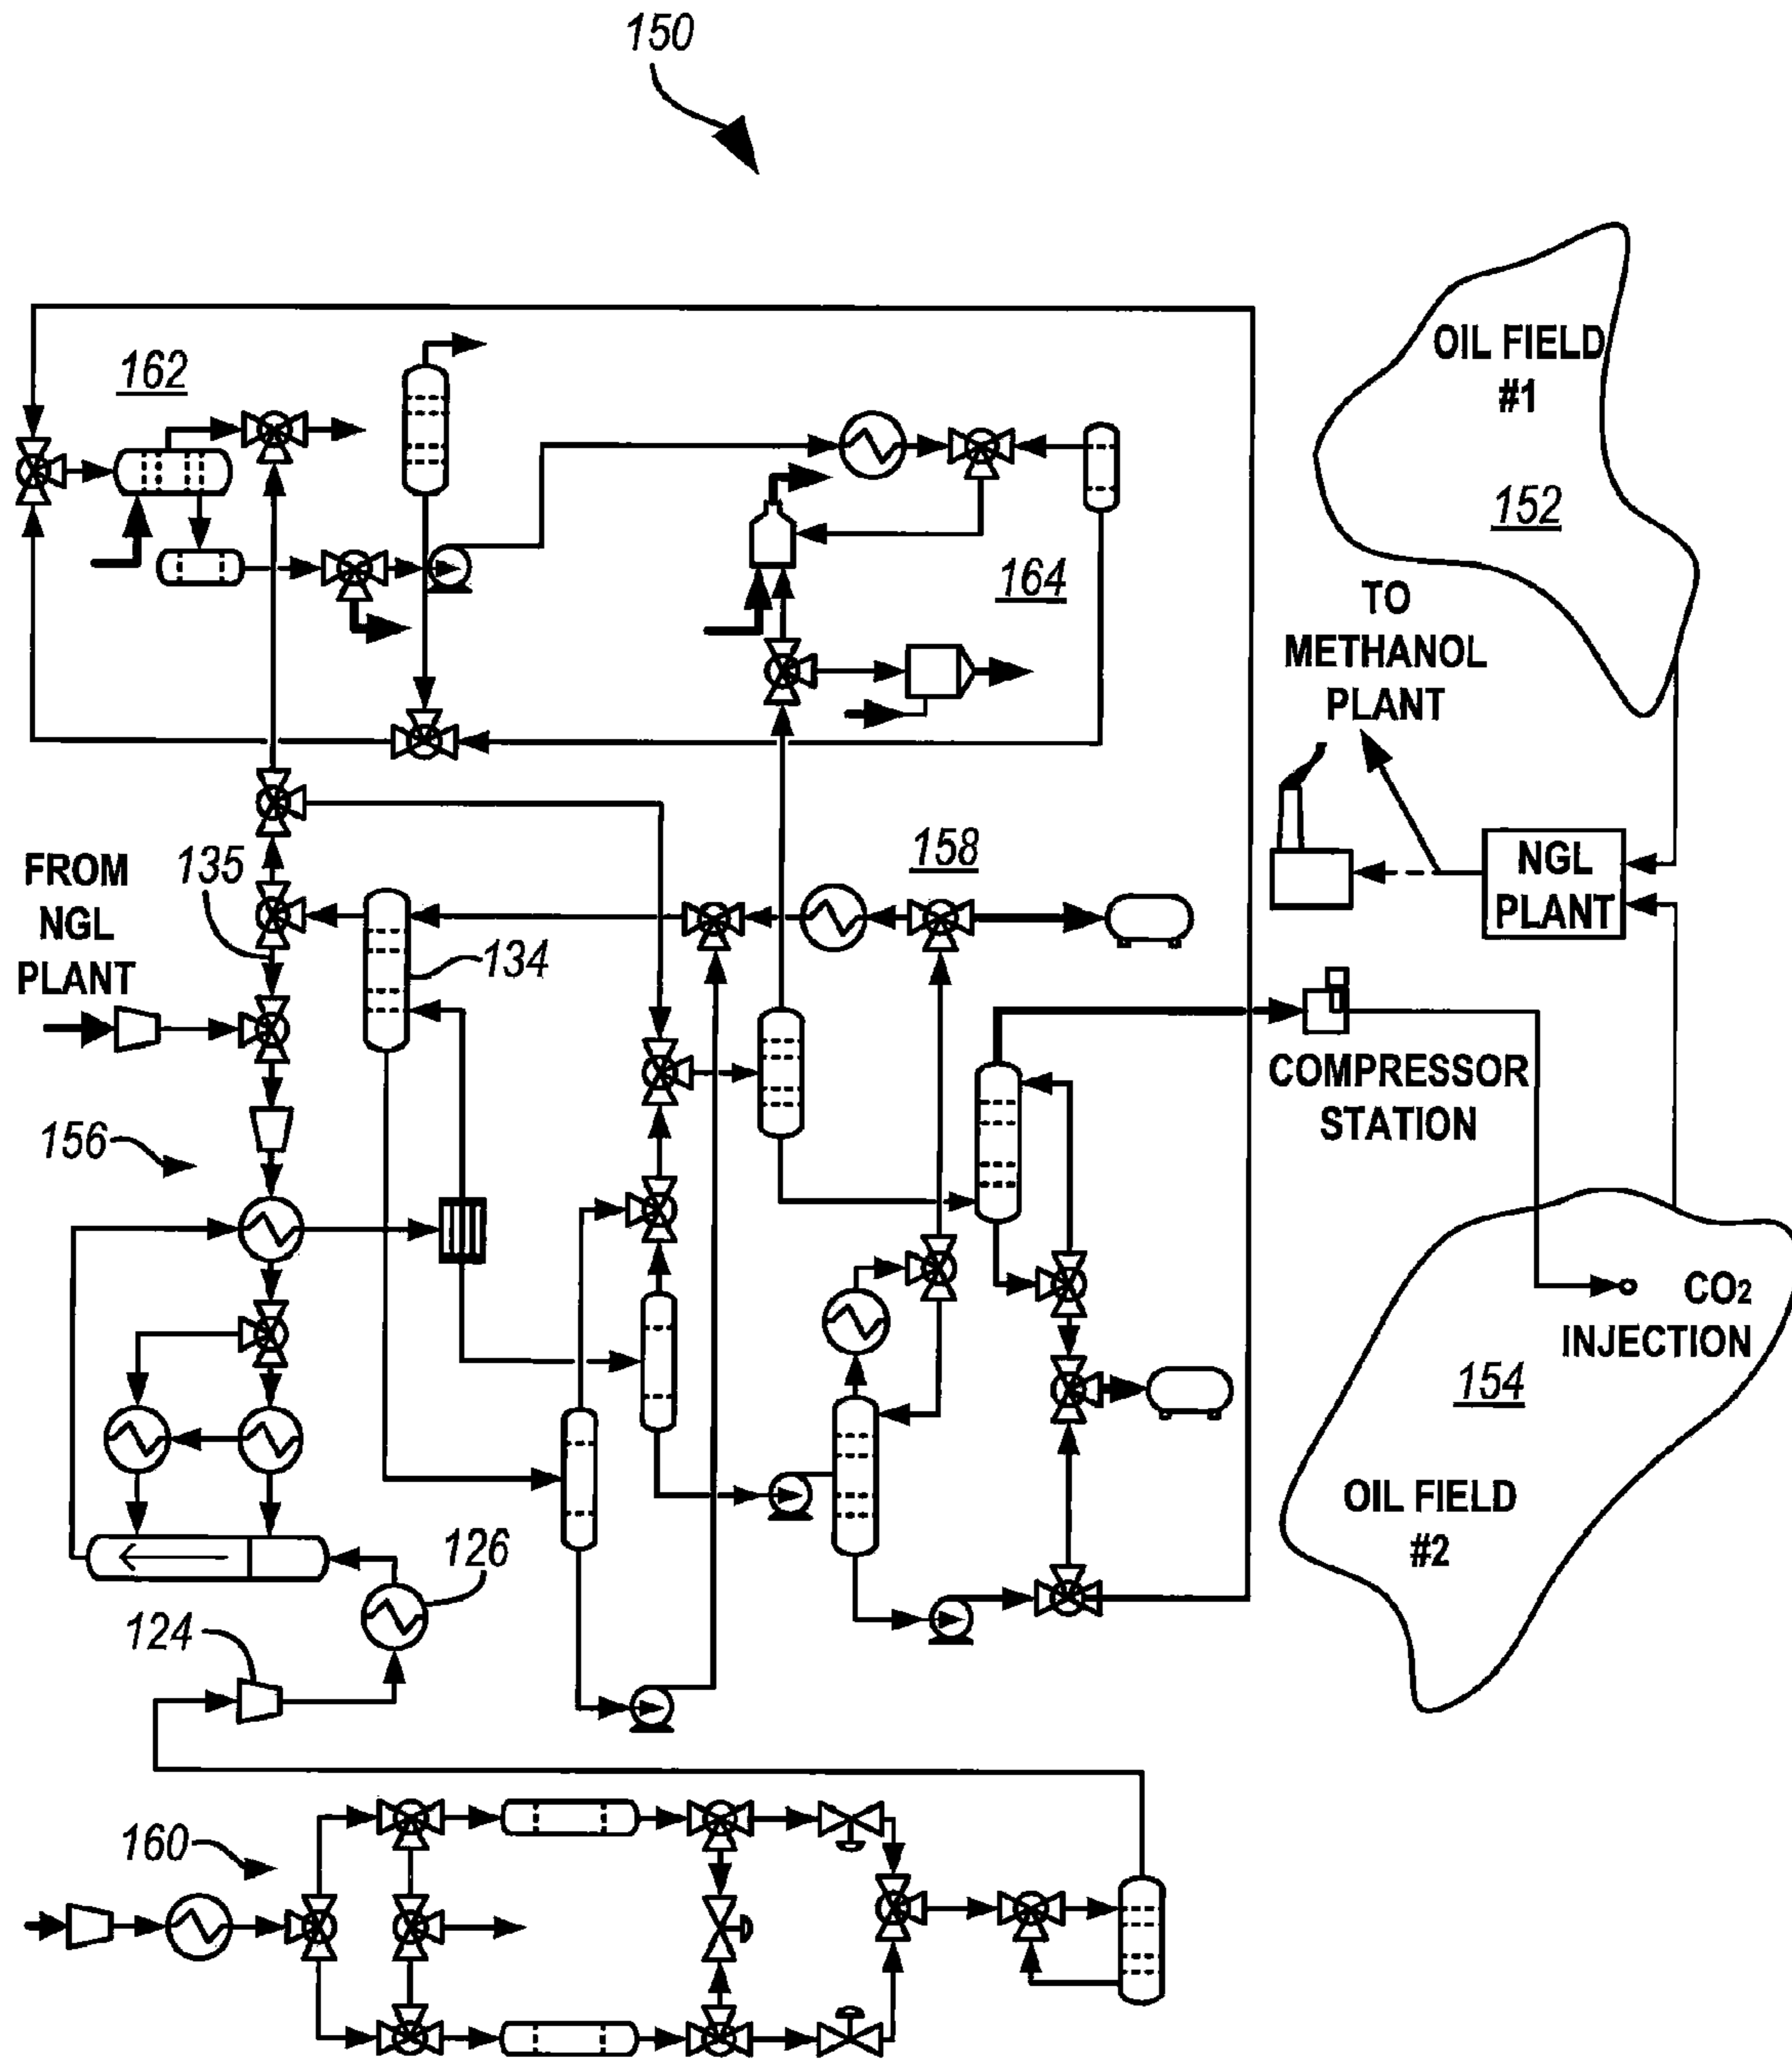 150
162
OIL FIELD
#1
152
164
TO
METHANOL
PLANT
FROM
NGL
PLANT
135
134
158
NGL
PLANT
COMPRESSOR
STATION
156
CO2
INJECTION
154
OIL FIELD
#2
126
124
160